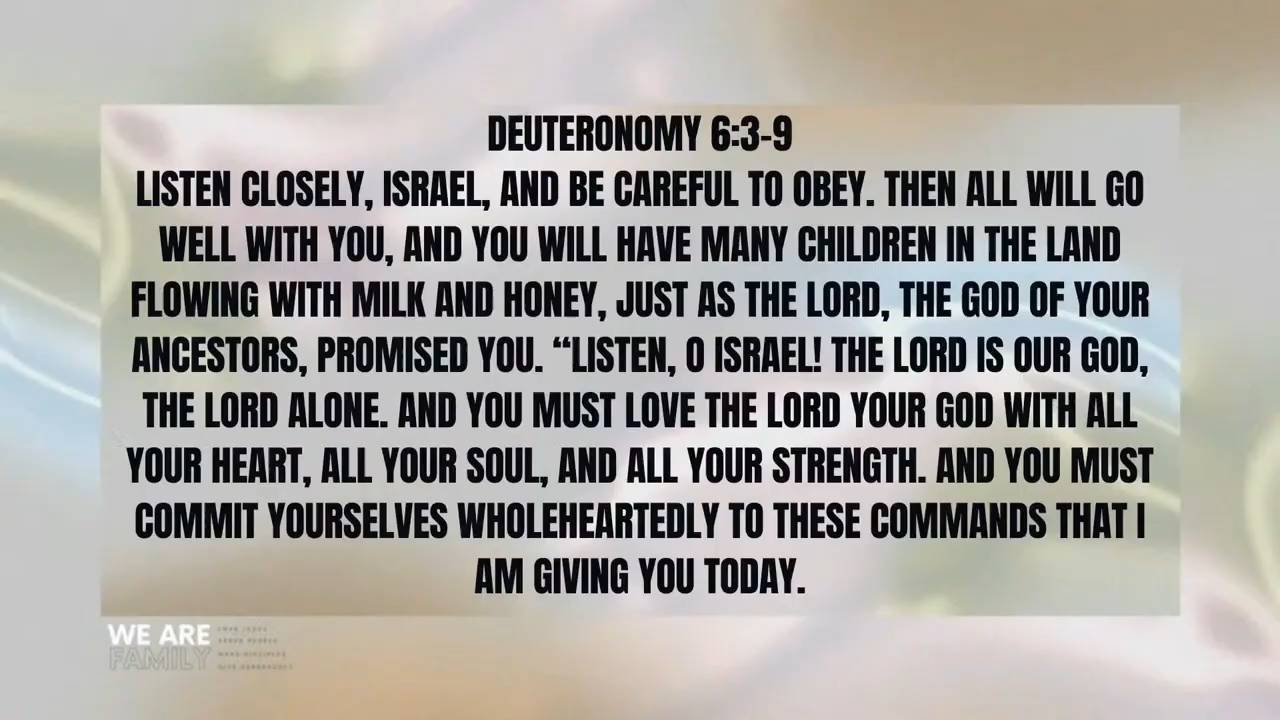 DEUTERONOMY 6:3-9
LISTEN CLOSELY, ISRAEL, AND BE CAREFUL TO OBEY. THEN ALL WILL GO
WELL WITH YOU, AND YOU WILL HAVE MANY CHILDREN IN THE LAND
FLOWING WITH MILK AND HONEY, JUST AS THE LORD, THE GOD OF YOUR
ANCESTORS, PROMISED YOU. “LISTEN, O ISRAEL! THE LORD IS OUR GOD,
THE LORD ALONE. AND YOU MUST LOVE THE LORD YOUR GOD WITH ALL
YOUR HEART, ALL YOUR SOUL, AND ALL YOUR STRENGTH. AND YOU MUST
COMMIT YOURSELVES WHOLEHEARTEDLY TO THESE COMMANDS THAT I
AM GIVING YOU TODAY.
WE ARE
FAMILY